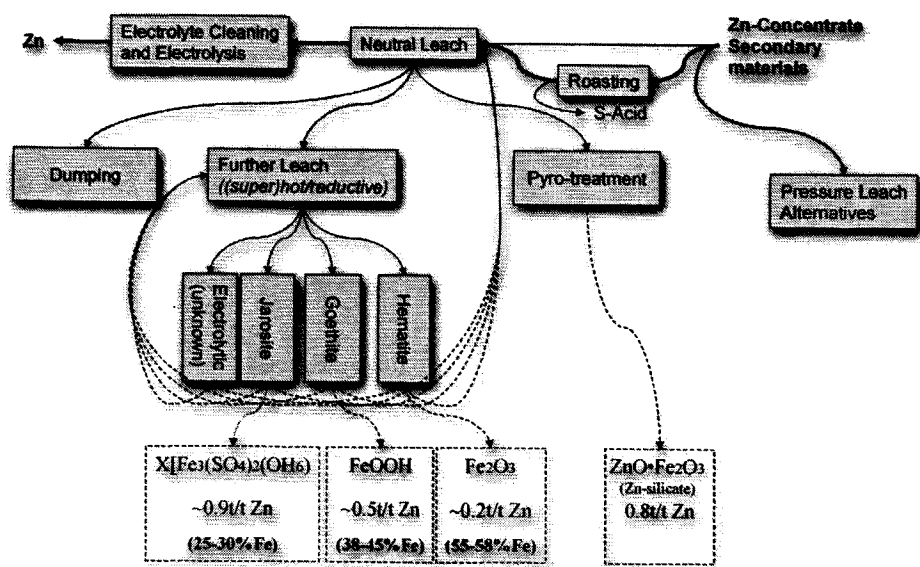 Zn
Electrolyte Cleaning
and Electrolysis
Neutral Leach
Zn-Concentrate
Secondary
materials
Roasting
S-Acid
Dumping
Further Leach
((super)hot/reductive)
Pyro-treatment
Pressure Leach
Alternatives
Electrolytic
(unknown)
Jarosite
Goethite
Hematite
X[Fe3(SO4)2(OH6)
~0.9t/t Zn
(25-30%Fe)
FeOOH
~0.5t/t Zn
(38-45%Fe)
Fe2O3
~0.2t/t Zn
(55-58%Fe)
ZnO•Fe2O3
(Zn-silicate)
0.8t/t Zn